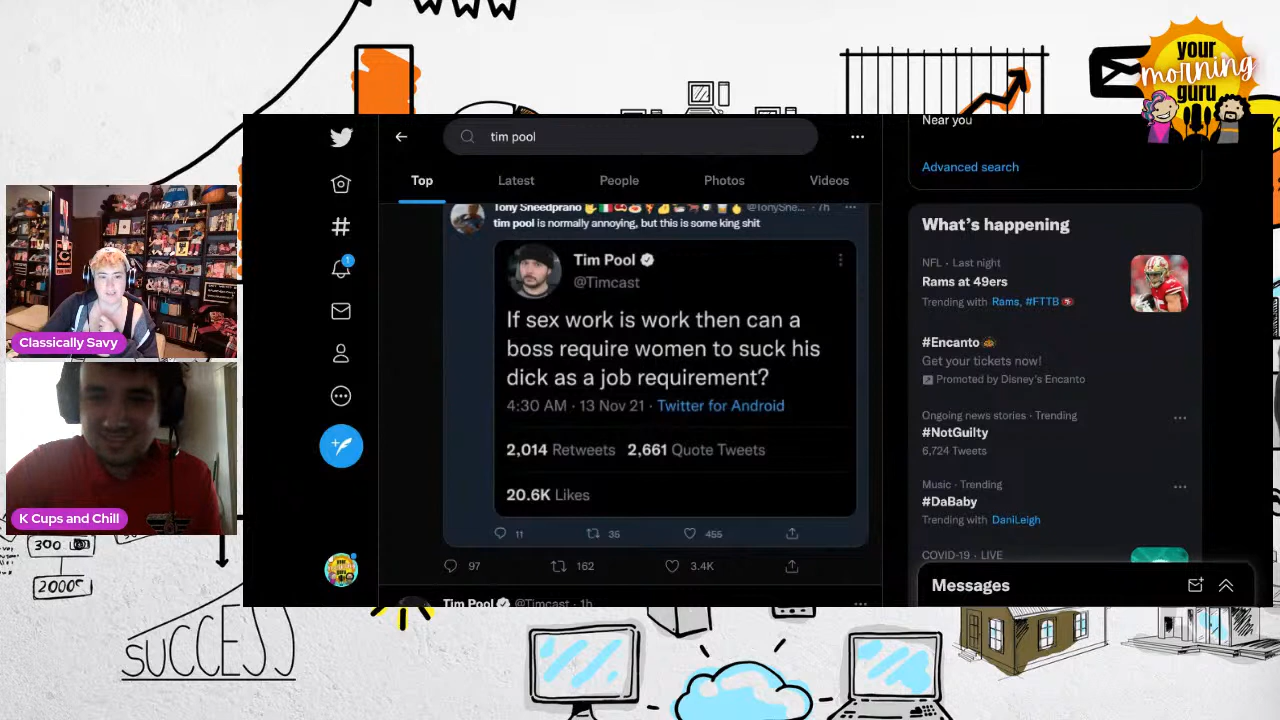 www
your
morning
guru
tim pool
Near you
Advanced search
Top
Latest
People
Photos
Videos
Tony Sneedprano @TonySne... · 7h
tim pool is normally annoying, but this is some king shit
Tim Pool
@Timcast
If sex work is work then can a
boss require women to suck his
dick as a job requirement?
4:30 AM · 13 Nov 21 · Twitter for Android
2,014 Retweets 2,661 Quote Tweets
20.6K Likes
11
35
455
97
162
3.4K
Tim Pool @Timcast · 1h
What's happening
NFL · Last night
Rams at 49ers
Trending with Rams, #FTTB
#Encanto
Get your tickets now!
Promoted by Disney's Encanto
Ongoing news stories · Trending
#NotGuilty
6,724 Tweets
Music · Trending
#DaBaby
Trending with DaniLeigh
COVID-19 · LIVE
Messages
1
Classically Savy
K Cups and Chill
300
2000
SUCCESS